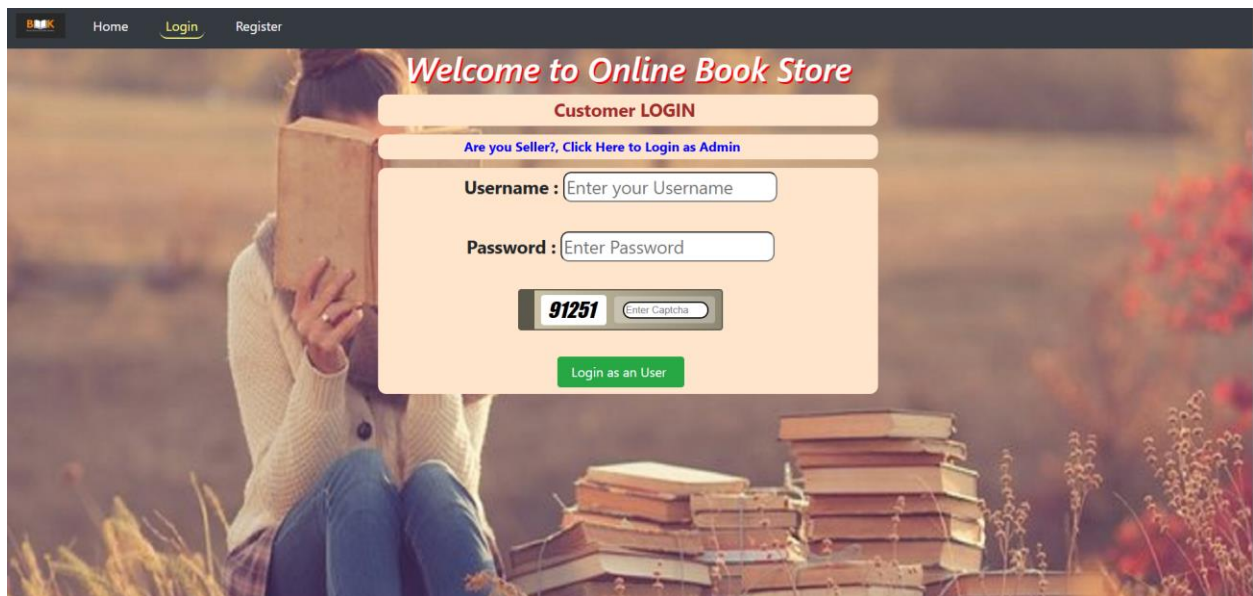 BOOK
Home Login Register
Welcome to Online Book Store
Customer LOGIN
Are you Seller?, Click Here to Login as Admin
Username : Enter your Username
Password : Enter Password
91251 Enter Captcha
Login as an User